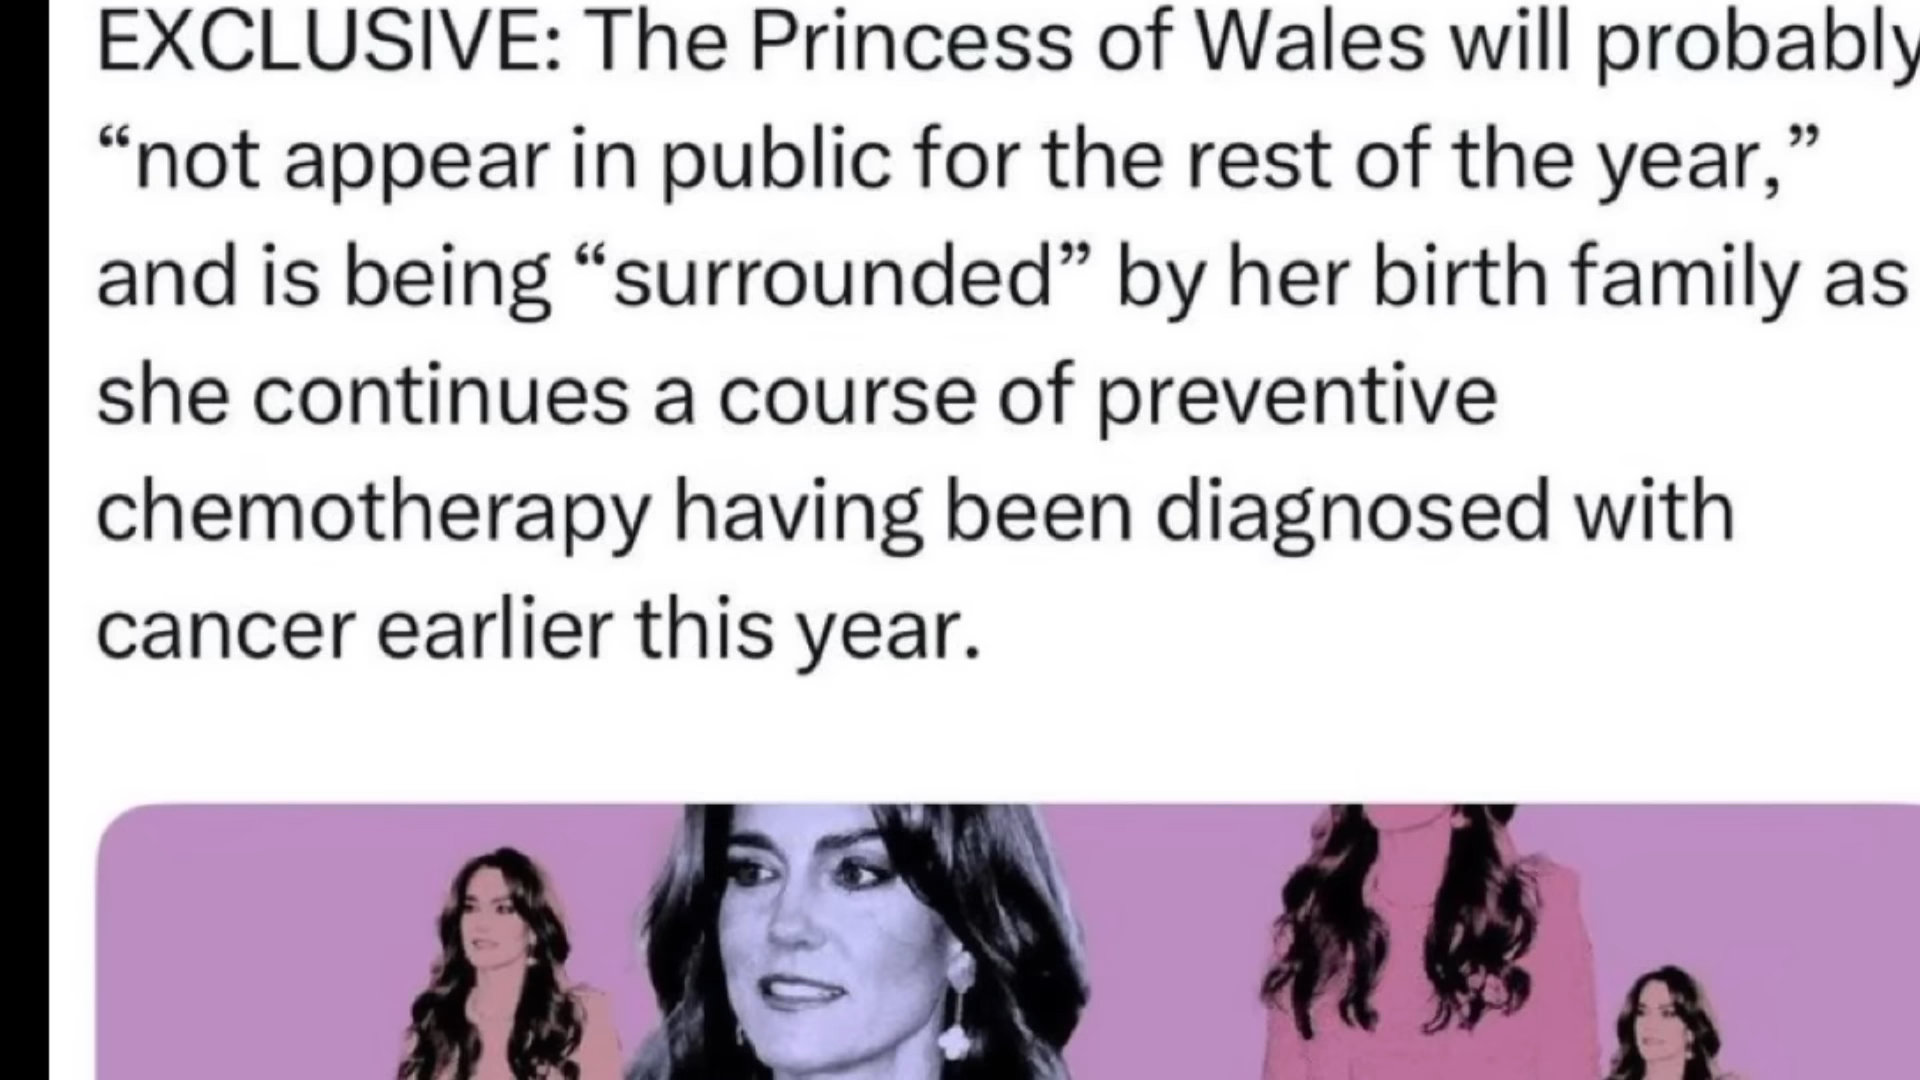 EXCLUSIVE: The Princess of Wales will probably
“not appear in public for the rest of the year,”
and is being “surrounded” by her birth family as
she continues a course of preventive
chemotherapy having been diagnosed with
cancer earlier this year.